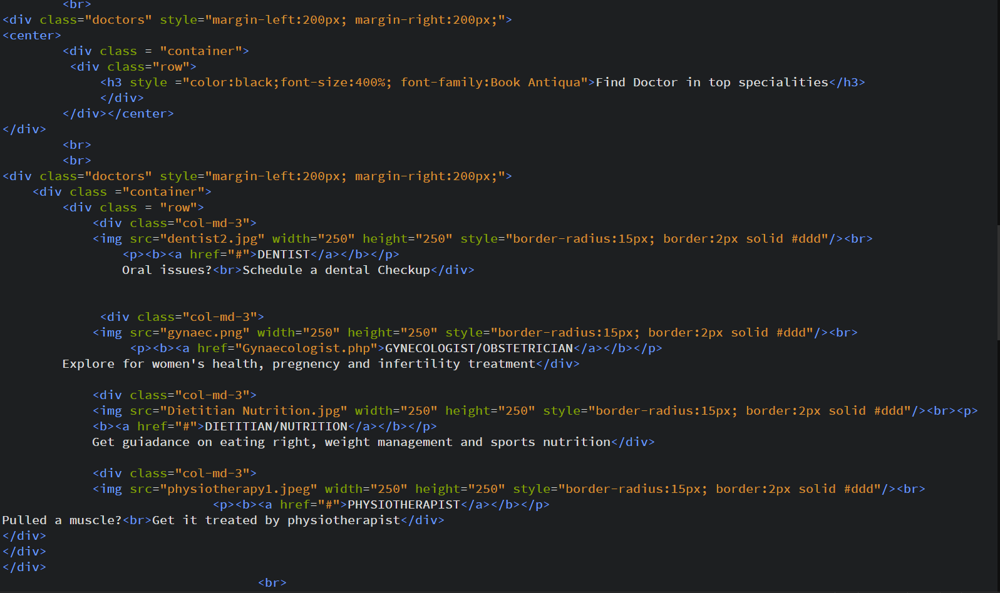 <br>
<div class="doctors" style="margin-left:200px; margin-right:200px;">
<center>
<div class = "container">
<div class="row">
<h3 style ="color:black;font-size:400%; font-family:Book Antiqua">Find Doctor in top specialities</h3>
</div>
</div></center>
</div>
<br>
<br>
<div class="doctors" style="margin-left:200px; margin-right:200px;">
<div class ="container">
<div class = "row">
<div class="col-md-3">
<img src="dentist2.jpg" width="250" height="250" style="border-radius:15px; border:2px solid #ddd"/><br>
<p><b><a href="#">DENTIST</a></b></p>
Oral issues?<br>Schedule a dental Checkup</div>
<div class="col-md-3">
<img src="gynaec.png" width="250" height="250" style="border-radius:15px; border:2px solid #ddd"/><br>
<p><b><a href="Gynaecologist.php">GYNECOLOGIST/OBSTETRICIAN</a></b></p>
Explore for women's health, pregnency and infertility treatment</div>
<div class="col-md-3">
<img src="Dietitian Nutrition.jpg" width="250" height="250" style="border-radius:15px; border:2px solid #ddd"/><br><p>
<b><a href="#">DIETITIAN/NUTRITION</a></b></p>
Get guiadance on eating right, weight management and sports nutrition</div>
<div class="col-md-3">
<img src="physiotherapy1.jpeg" width="250" height="250" style="border-radius:15px; border:2px solid #ddd"/><br>
<p><b><a href="#">PHYSIOTHERAPIST</a></b></p>
Pulled a muscle?<br>Get it treated by physiotherapist</div>
</div>
</div>
</div>
<br>